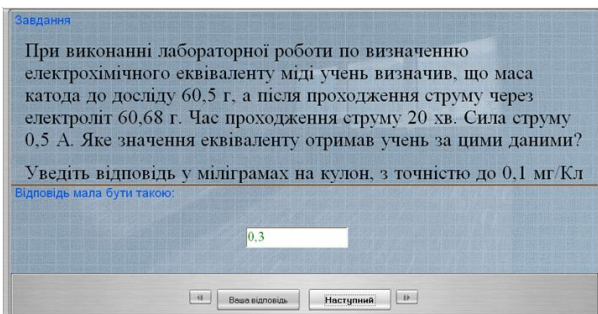 Завдання
При виконанні лабораторної роботи по визначенню
електрохімічного еквіваленту міді учень визначив, що маса
катода до досліду 60,5 г, а після проходження струму через
електроліт 60,68 г. Час проходження струму 20 хв. Сила струму
0,5 А. Яке значення еквіваленту отримав учень за цими даними?
Уведіть відповідь у міліграмах на кулон, з точністю до 0,1 мг/Кл
Відповідь мала бути такою:
0,3
Ваша відповідь
Наступний